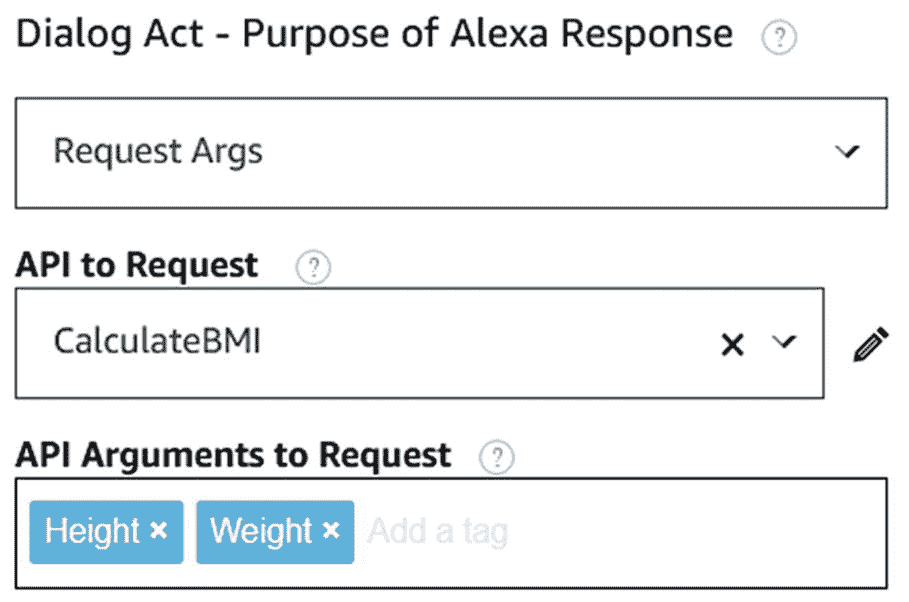 Dialog Act - Purpose of Alexa Response ?
Request Args
API to Request ?
CalculateBMI
API Arguments to Request ?
Height × Weight × Add a tag